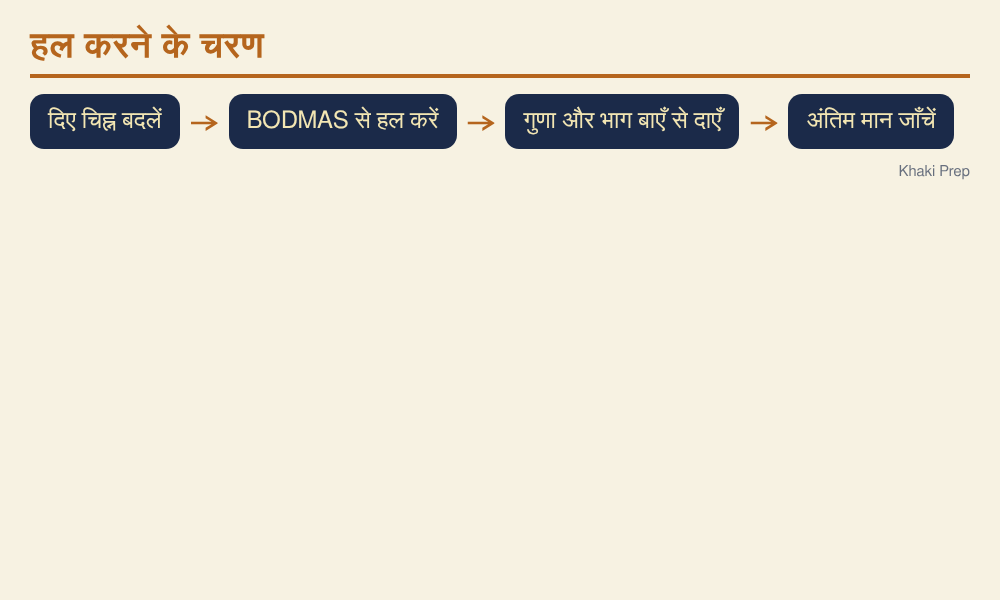 हल करने के चरण
दिए चिह्न बदलें → BODMAS से हल करें → गुणा और भाग बाएँ से दाएँ → अंतिम मान जाँचें
Khaki Prep